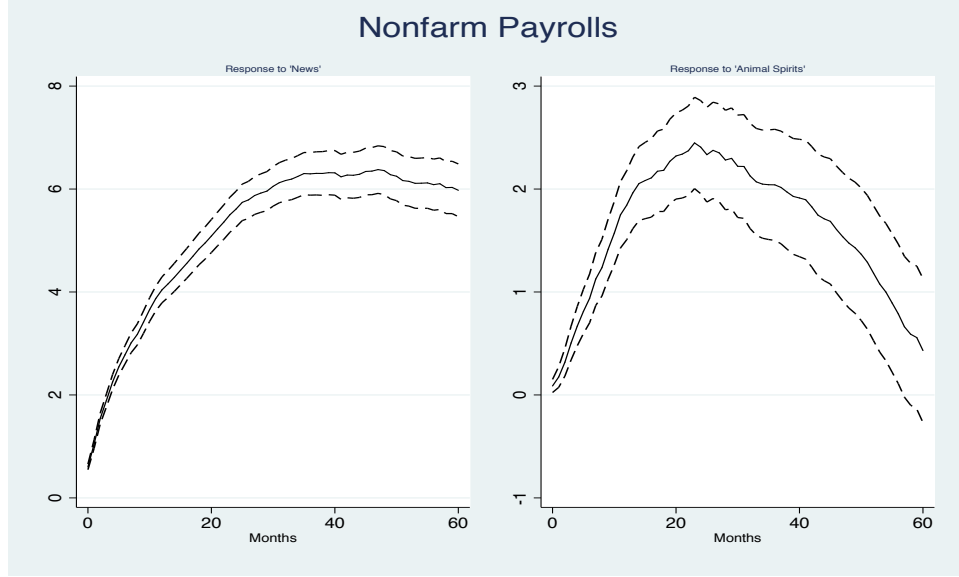 Nonfarm Payrolls
Response to 'News'
8
6
4
2
0
0 20 40 60
Months
Response to 'Animal Spirits'
3
2
1
0
-1
0 20 40 60
Months